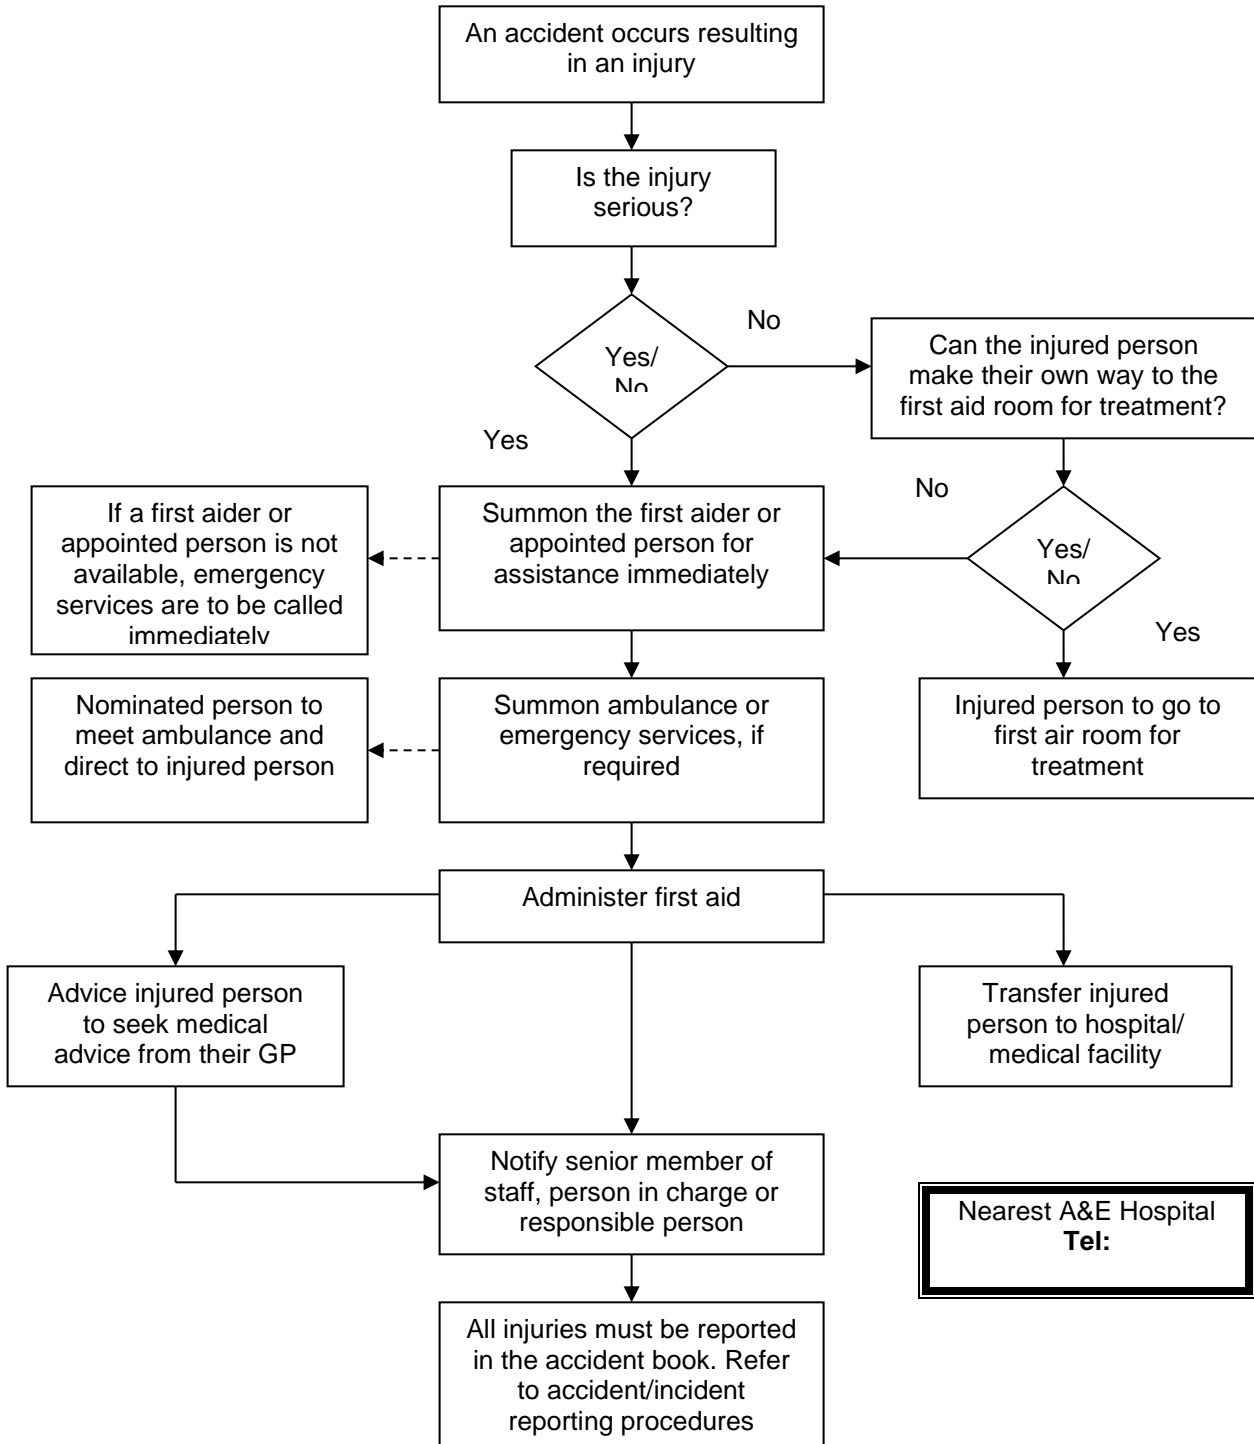 An accident occurs resulting
in an injury
Is the injury
serious?
Yes/
No
No
Can the injured person
make their own way to the
first aid room for treatment?
Yes
No
If a first aider or
appointed person is not
available, emergency
services are to be called
immediately
Summon the first aider or
appointed person for
assistance immediately
Yes/
No
Yes
Nominated person to
meet ambulance and
direct to injured person
Summon ambulance or
emergency services, if
required
Injured person to go to
first air room for
treatment
Administer first aid
Advice injured person
to seek medical
advice from their GP
Transfer injured
person to hospital/
medical facility
Notify senior member of
staff, person in charge or
responsible person
Nearest A&E Hospital
Tel:
All injuries must be reported
in the accident book. Refer
to accident/incident
reporting procedures